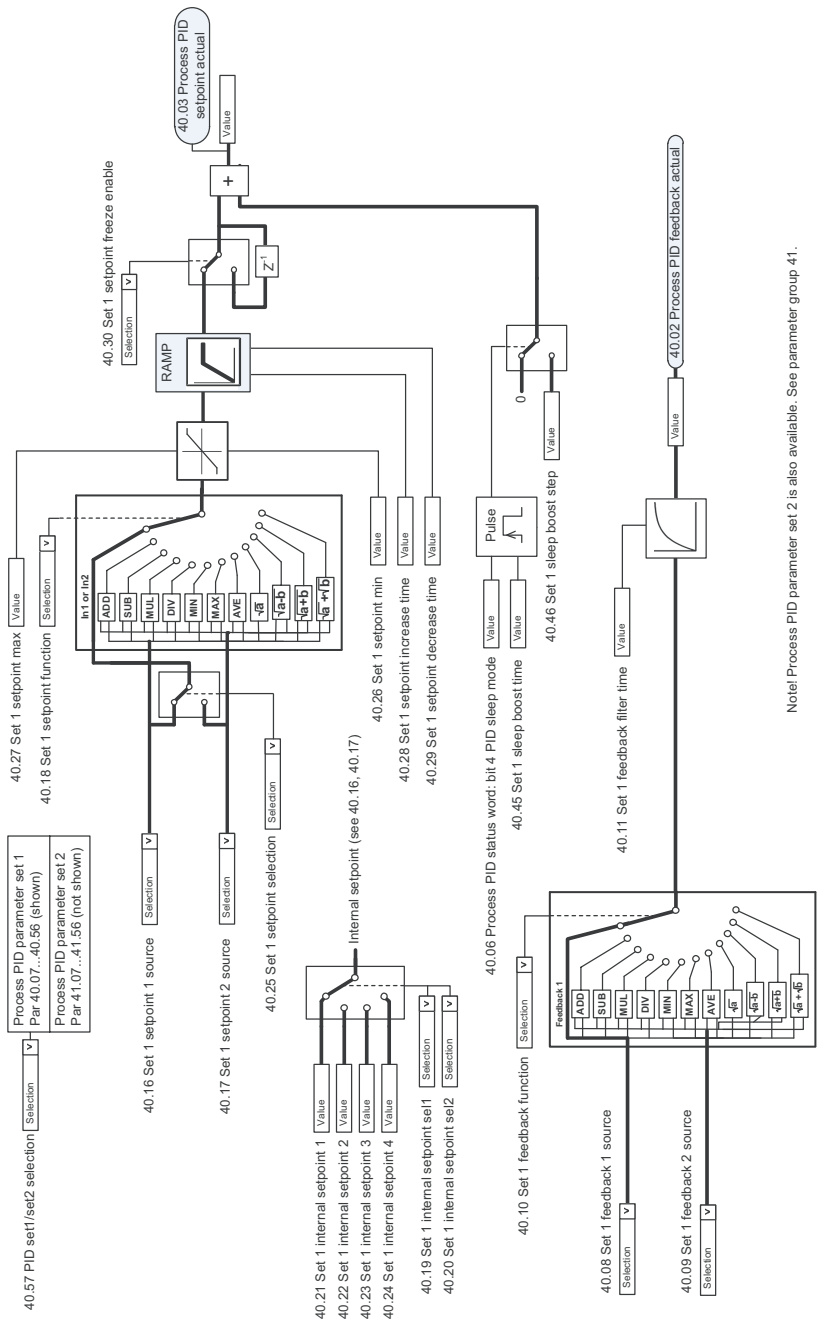 40.57 PID set1/set2 selection
Selection
Process PID parameter set 1
Par 40.07...40.56 (shown)
Process PID parameter set 2
Par 41.07...41.56 (not shown)
40.27 Set 1 setpoint max
Value
40.18 Set 1 setpoint function
Selection
40.16 Set 1 setpoint 1 source
Selection
40.17 Set 1 setpoint 2 source
Selection
40.25 Set 1 setpoint selection
Selection
In1 or In2
ADD
SUB
MUL
DIV
MIN
MAX
AVE
√a
√a-b
√a+b
√a +√b
RAMP
40.30 Set 1 setpoint freeze enable
Selection
Z-1
+
40.03 Process PID
setpoint actual
Value
40.21 Set 1 internal setpoint 1
Value
40.22 Set 1 internal setpoint 2
Value
40.23 Set 1 internal setpoint 3
Value
40.24 Set 1 internal setpoint 4
Value
40.19 Set 1 internal setpoint sel1
Selection
40.20 Set 1 internal setpoint sel2
Selection
Internal setpoint (see 40.16, 40.17)
40.26 Set 1 setpoint min
Value
40.28 Set 1 setpoint increase time
Value
40.29 Set 1 setpoint decrease time
Value
40.06 Process PID status word: bit 4 PID sleep mode
Value
40.45 Set 1 sleep boost time
Value
Pulse
0
40.46 Set 1 sleep boost step
Value
40.10 Set 1 feedback function
Selection
40.08 Set 1 feedback 1 source
Selection
40.09 Set 1 feedback 2 source
Selection
Feedback 1
ADD
SUB
MUL
DIV
MIN
MAX
AVE
√a
√a-b
√a+b
√a + √b
40.11 Set 1 feedback filter time
Value
Value
40.02 Process PID feedback actual
Note! Process PID parameter set 2 is also available. See parameter group 41.